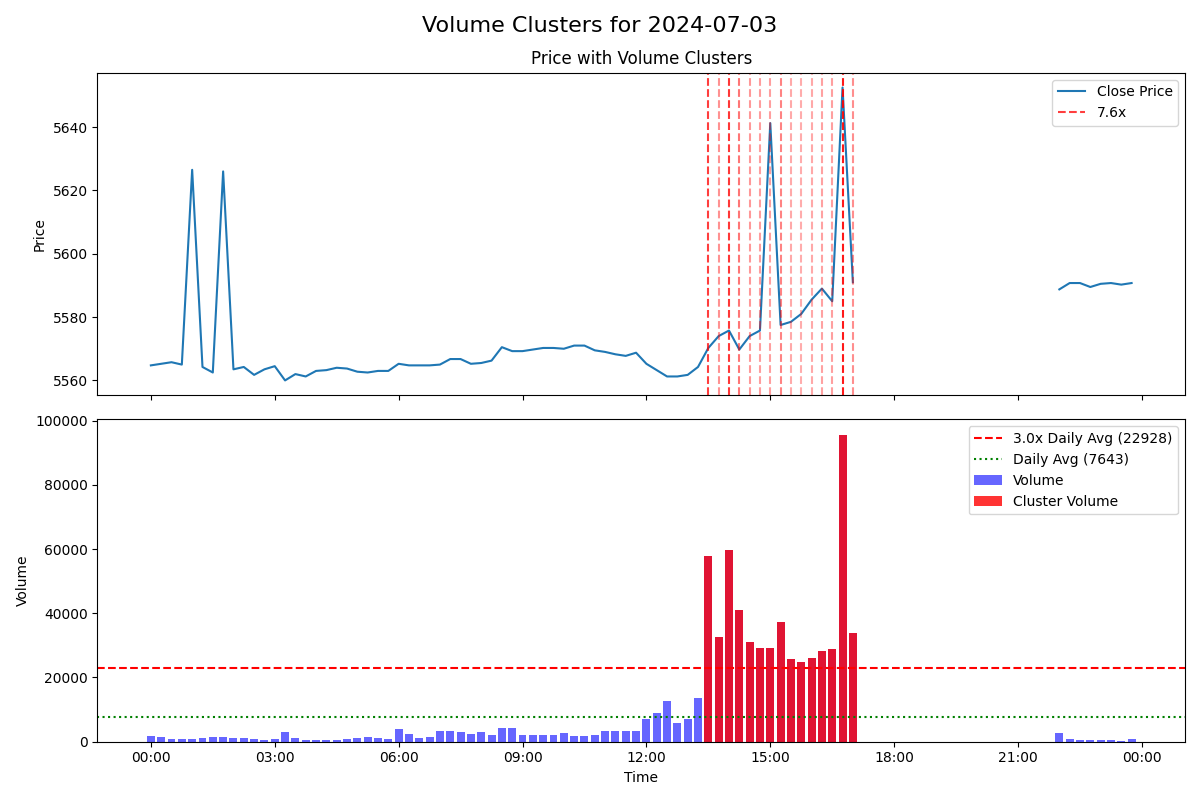 Volume Clusters for 2024-07-03
Price with Volume Clusters
Close Price
7.6x
Price
5640
5620
5600
5580
5560
3.0x Daily Avg (22928)
Daily Avg (7643)
Volume
Cluster Volume
Volume
100000
80000
60000
40000
20000
0
00:00 03:00 06:00 09:00 12:00 15:00 18:00 21:00 00:00
Time